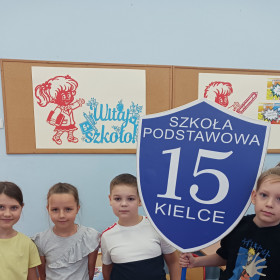 Witaj
szkoło!
SZKOŁA
PODSTAWOWA
15
KIELCE